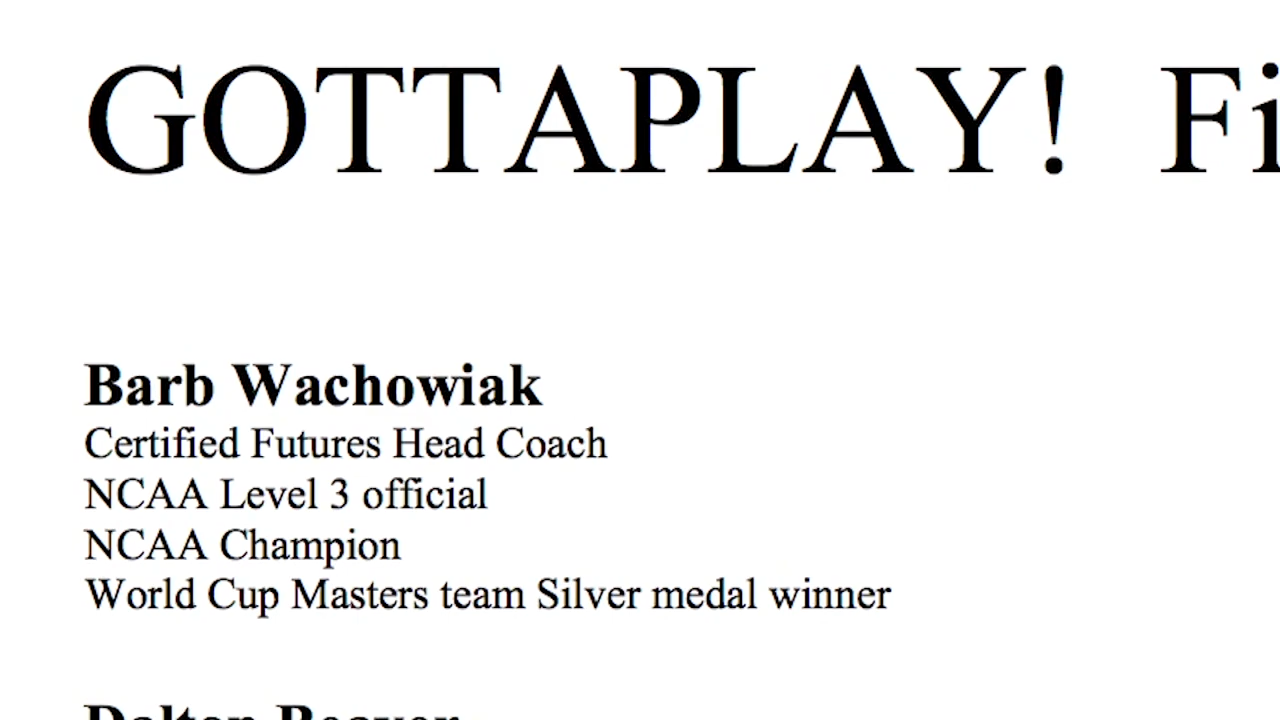 GOTTAPLAY! Fi
Barb Wachowiak
Certified Futures Head Coach
NCAA Level 3 official
NCAA Champion
World Cup Masters team Silver medal winner